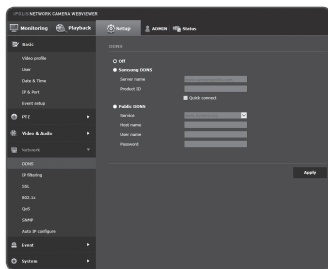 iPOLiS NETWORK CAMERA WEBVIEWER
Monitoring
Playback
Setup
ADMIN
Status
Basic
Video profile
User
Date & Time
IP & Port
Event setup
PTZ
Video & Audio
Network
DDNS
IP filtering
SSL
802.1x
QoS
SNMP
Auto IP configure
Event
System
DDNS
Off
Samsung DDNS
Server name
Product ID
Quick connect
Public DDNS
Service
Host name
User name
Password
Apply